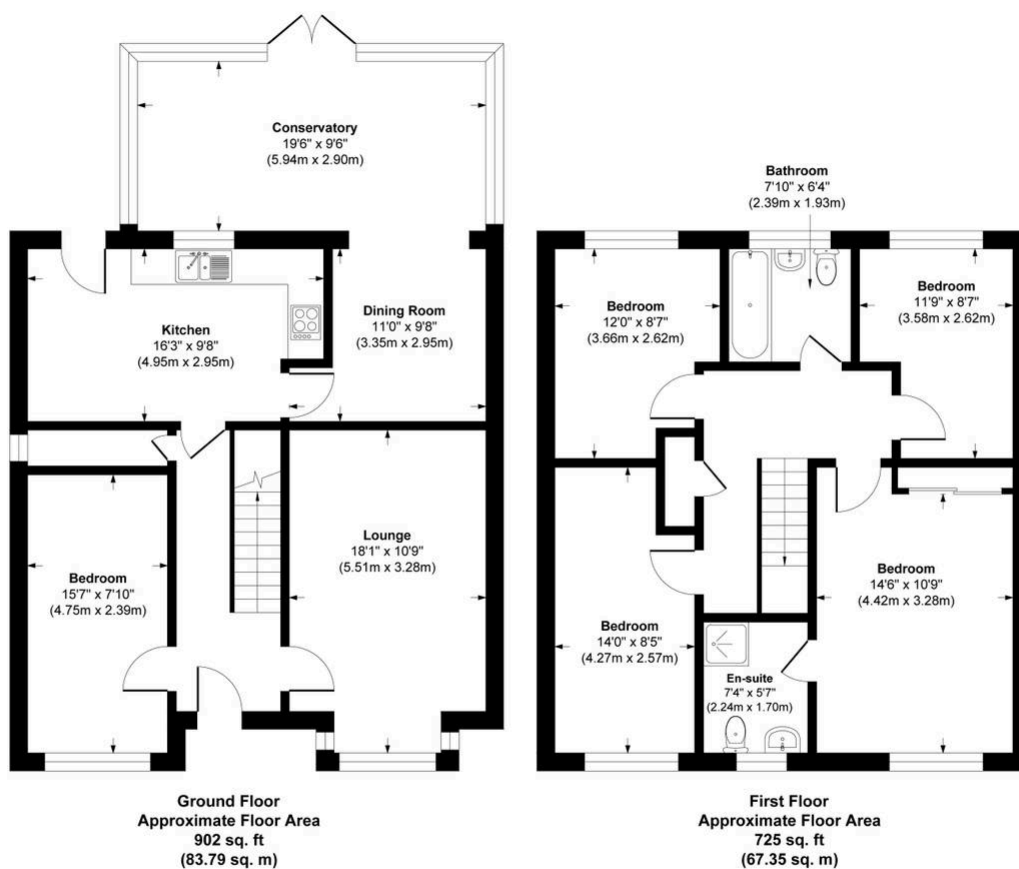 Conservatory
19'6" x 9'6"
(5.94m x 2.90m)
Kitchen
16'3" x 9'8"
(4.95m x 2.95m)
Dining Room
11'0" x 9'8"
(3.35m x 2.95m)
Bedroom
15'7" x 7'10"
(4.75m x 2.39m)
Lounge
18'1" x 10'9"
(5.51m x 3.28m)
Ground Floor
Approximate Floor Area
902 sq. ft
(83.79 sq. m)
Bathroom
7'10" x 6'4"
(2.39m x 1.93m)
Bedroom
12'0" x 8'7"
(3.66m x 2.62m)
Bedroom
11'9" x 8'7"
(3.58m x 2.62m)
Bedroom
14'0" x 8'5"
(4.27m x 2.57m)
Bedroom
14'6" x 10'9"
(4.42m x 3.28m)
En-suite
7'4" x 5'7"
(2.24m x 1.70m)
First Floor
Approximate Floor Area
725 sq. ft
(67.35 sq. m)